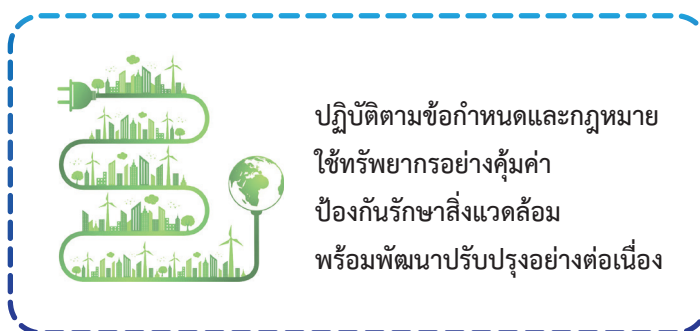 ปฏิบัติตามข้อกำหนดและกฎหมาย
ใช้ทรัพยากรอย่างคุ้มค่า
ป้องกันรักษาสิ่งแวดล้อม
พร้อมพัฒนาปรับปรุงอย่างต่อเนื่อง